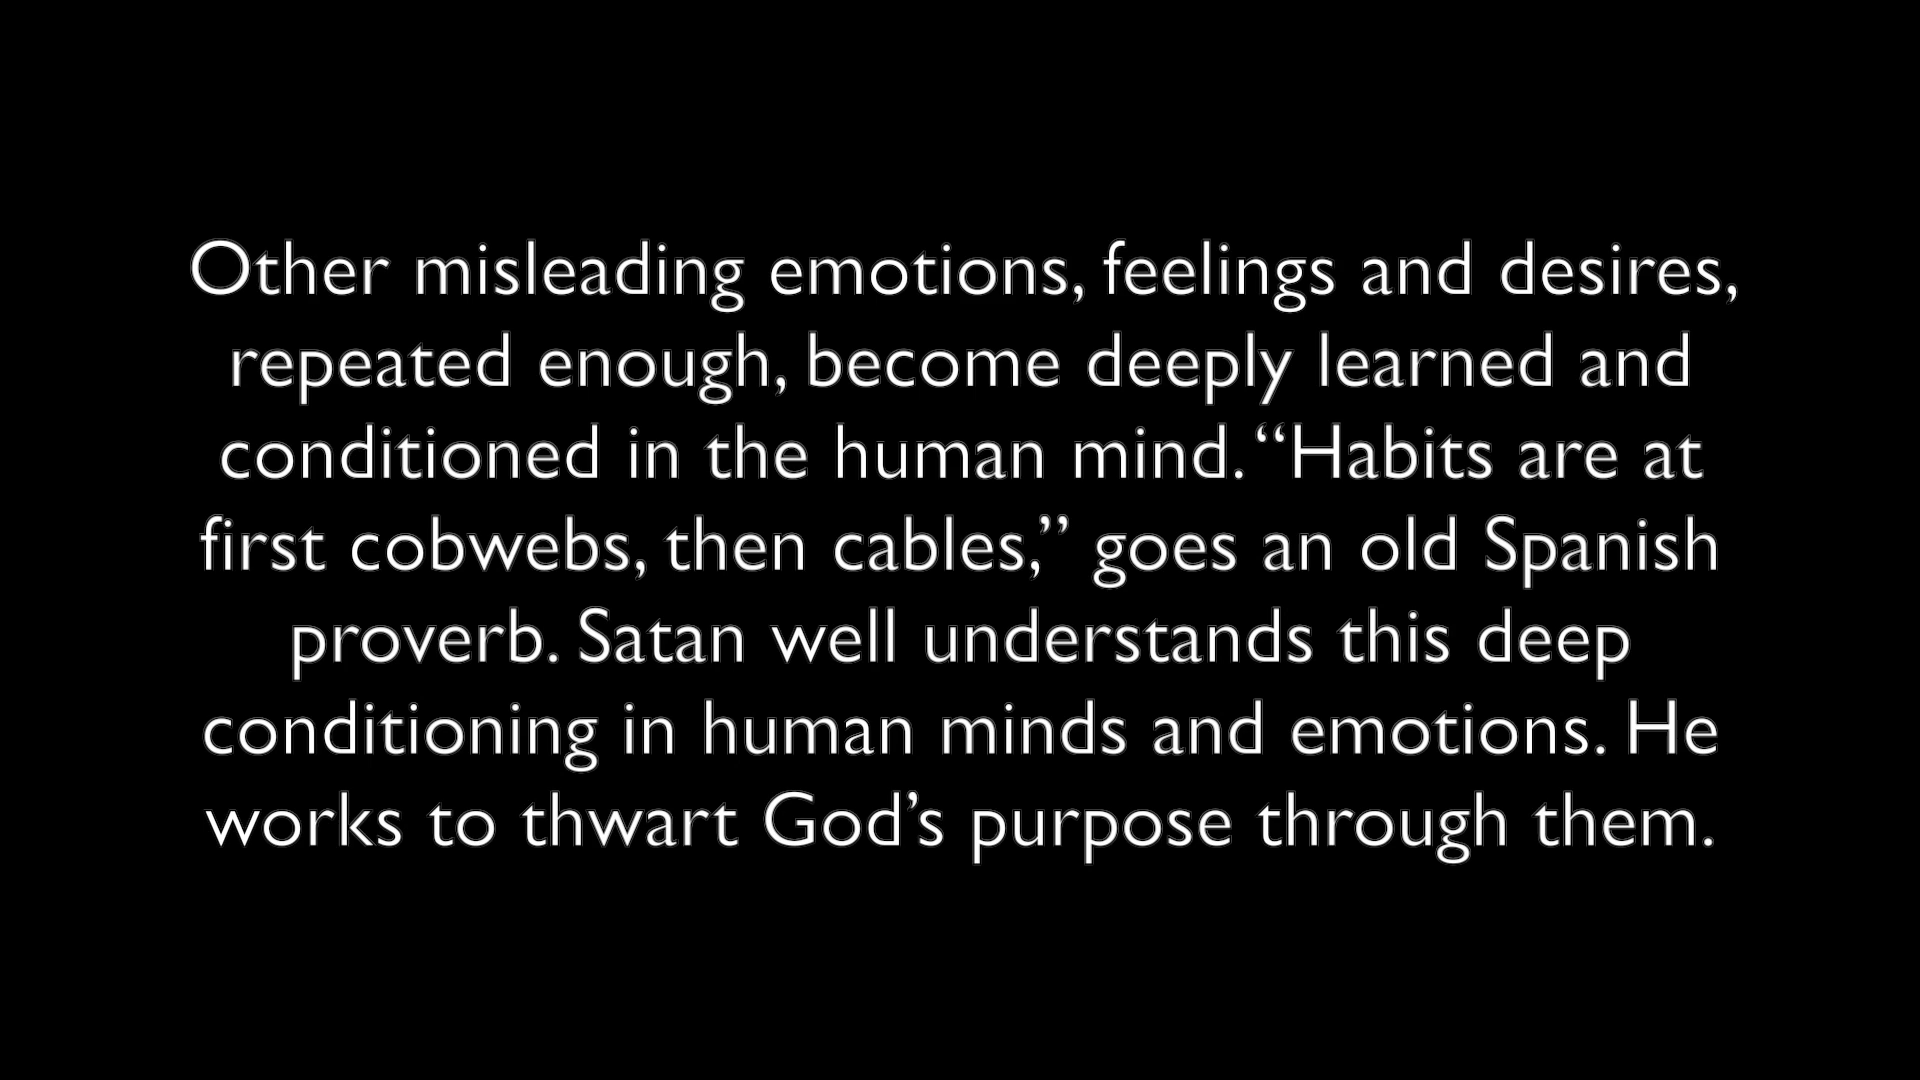 Other misleading emotions, feelings and desires,
repeated enough, become deeply learned and
conditioned in the human mind. “Habits are at
first cobwebs, then cables,” goes an old Spanish
proverb. Satan well understands this deep
conditioning in human minds and emotions. He
works to thwart God’s purpose through them.